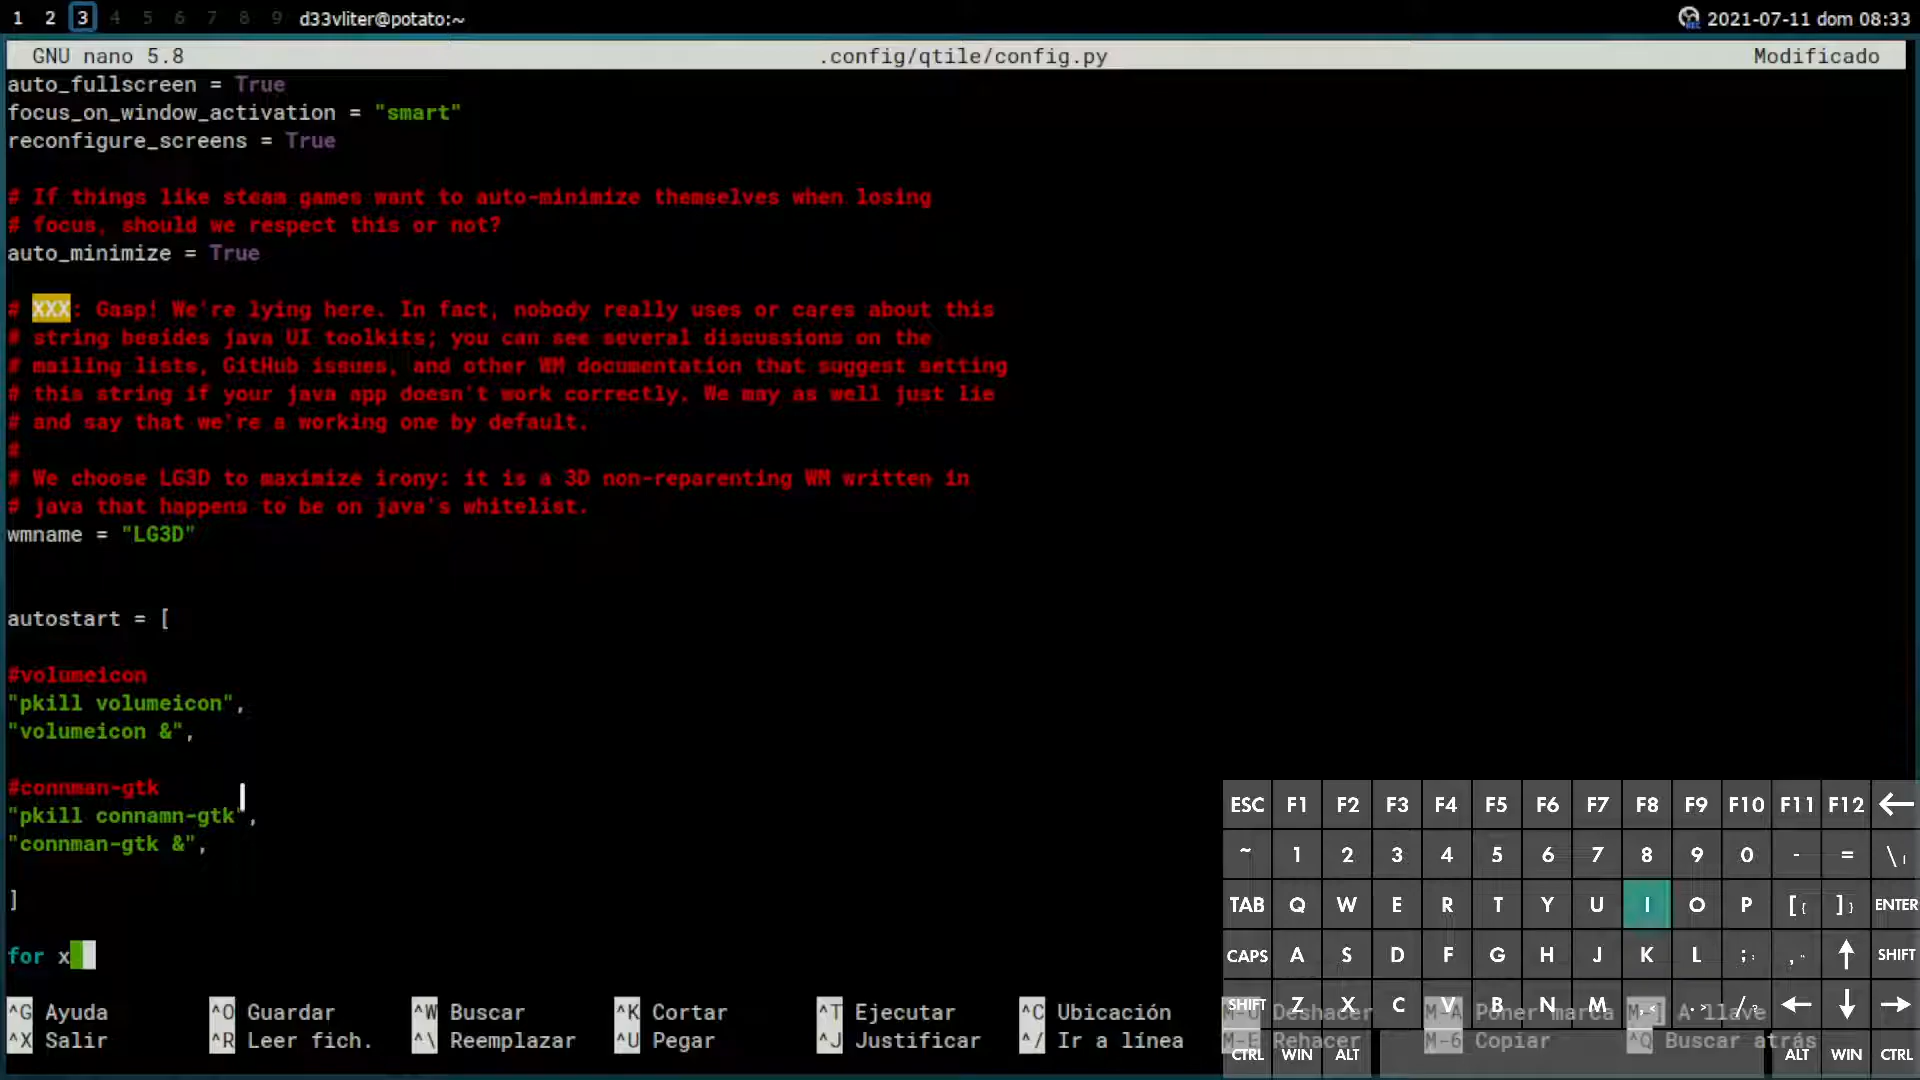 1 2 3 4 5 6 7 8 9 d33vliter@potato:~ 2021-07-11 dom 08:33
GNU nano 5.8 .config/qtile/config.py Modificado
auto_fullscreen = True
focus_on_window_activation = "smart"
reconfigure_screens = True
# If things like steam games want to auto-minimize themselves when losing
# focus, should we respect this or not?
auto_minimize = True
# XXX: Gasp! We're lying here. In fact, nobody really uses or cares about this
# string besides java UI toolkits; you can see several discussions on the
# mailing lists, GitHub issues, and other WM documentation that suggest setting
# this string if your java app doesn't work correctly. We may as well just lie
# and say that we're a working one by default.
#
# We choose LG3D to maximize irony: it is a 3D non-reparenting WM written in
# java that happens to be on java's whitelist.
wmname = "LG3D"
autostart = [
#volumeicon
"pkill volumeicon",
"volumeicon &",
#connman-gtk
"pkill connamn-gtk",
"connman-gtk &",
]
for x
^G Ayuda ^O Guardar ^W Buscar ^K Cortar ^T Ejecutar ^C Ubicación M-U Deshacer M-A Poner marca M-] A llave
^X Salir ^R Leer fich. ^\ Reemplazar ^U Pegar ^J Justificar ^/ Ir a línea M-E Rehacer M-6 Copiar ^Q Buscar atrás
ESC F1 F2 F3 F4 F5 F6 F7 F8 F9 F10 F11 F12 ←
~ 1 2 3 4 5 6 7 8 9 0 - = \ |
TAB Q W E R T Y U I O P [ { ] } ENTER
CAPS A S D F G H J K L ; : , " ↑ SHIFT
SHIFT Z X C V B N M , < . > / ? ← ↓ →
CTRL WIN ALT ALT WIN CTRL